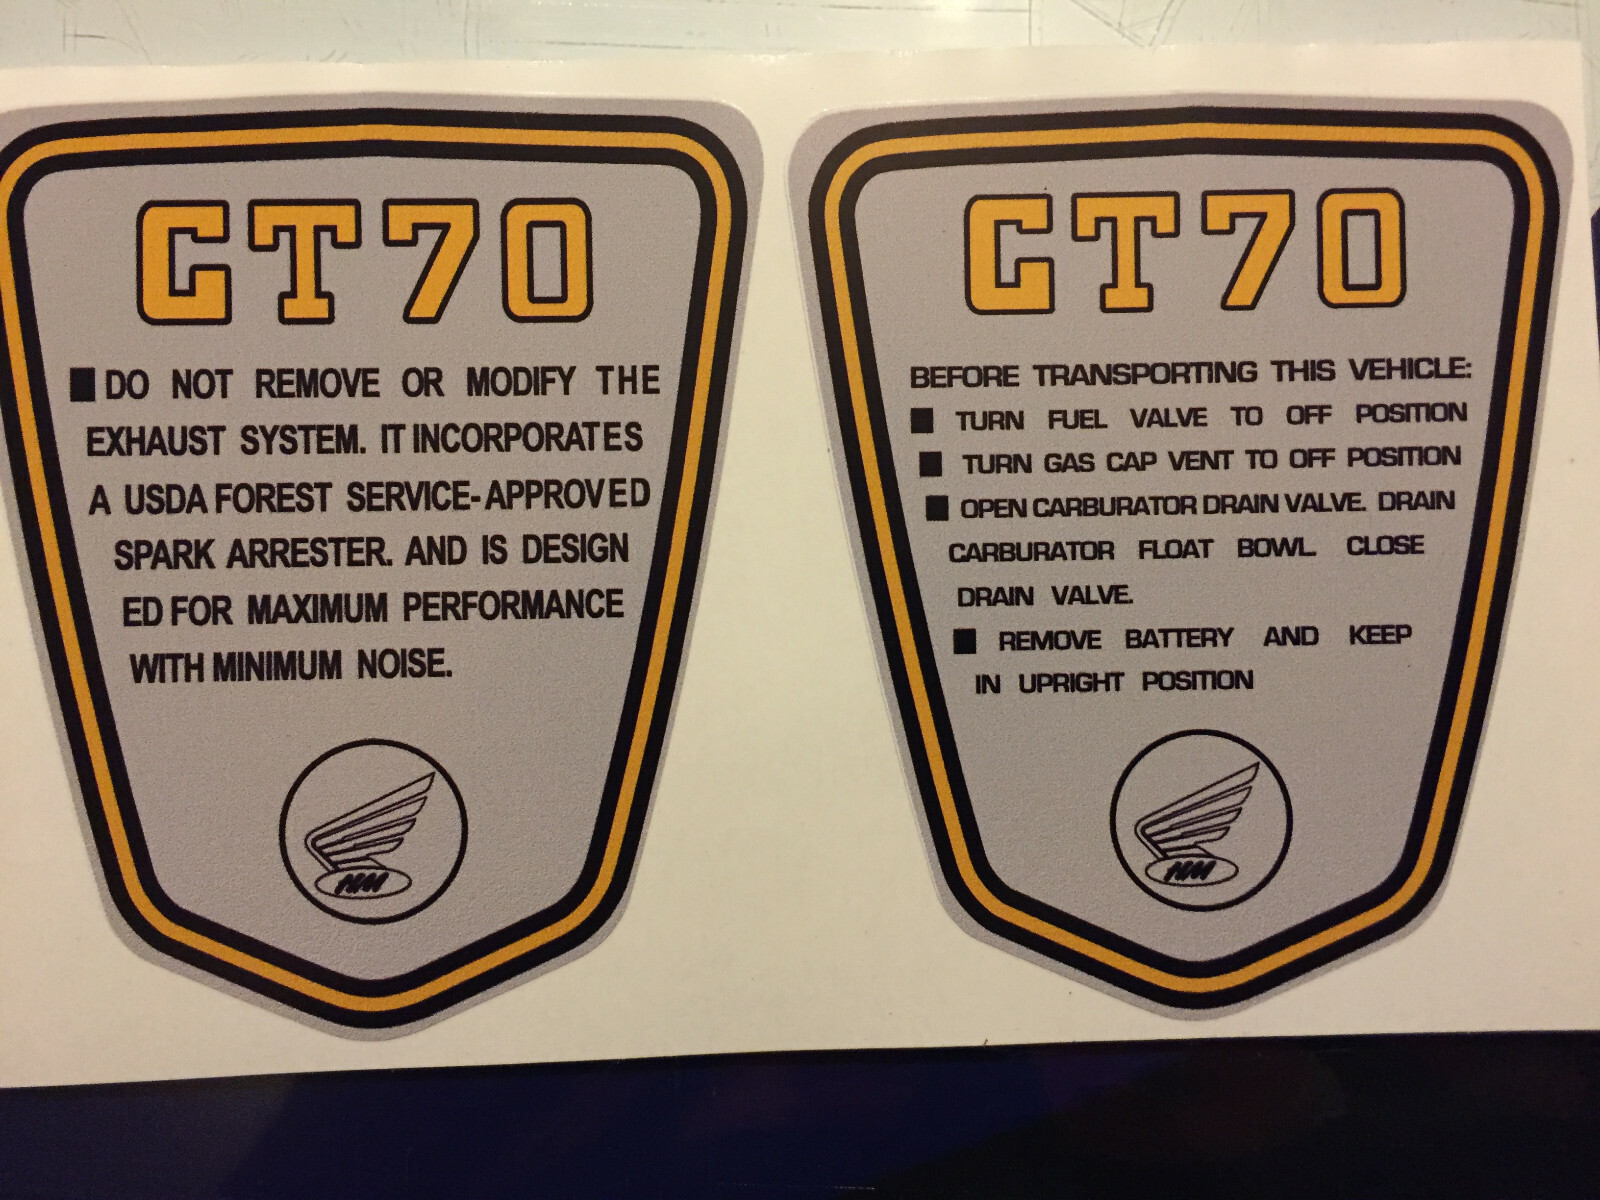 CT70
■ DO NOT REMOVE OR MODIFY THE
EXHAUST SYSTEM. IT INCORPORATES
A USDA FOREST SERVICE-APPROVED
SPARK ARRESTER. AND IS DESIGN
ED FOR MAXIMUM PERFORMANCE
WITH MINIMUM NOISE.
HM
CT70
BEFORE TRANSPORTING THIS VEHICLE:
■ TURN FUEL VALVE TO OFF POSITION
■ TURN GAS CAP VENT TO OFF POSITION
■ OPEN CARBURATOR DRAIN VALVE. DRAIN
CARBURATOR FLOAT BOWL CLOSE
DRAIN VALVE.
■ REMOVE BATTERY AND KEEP
IN UPRIGHT POSITION
HM